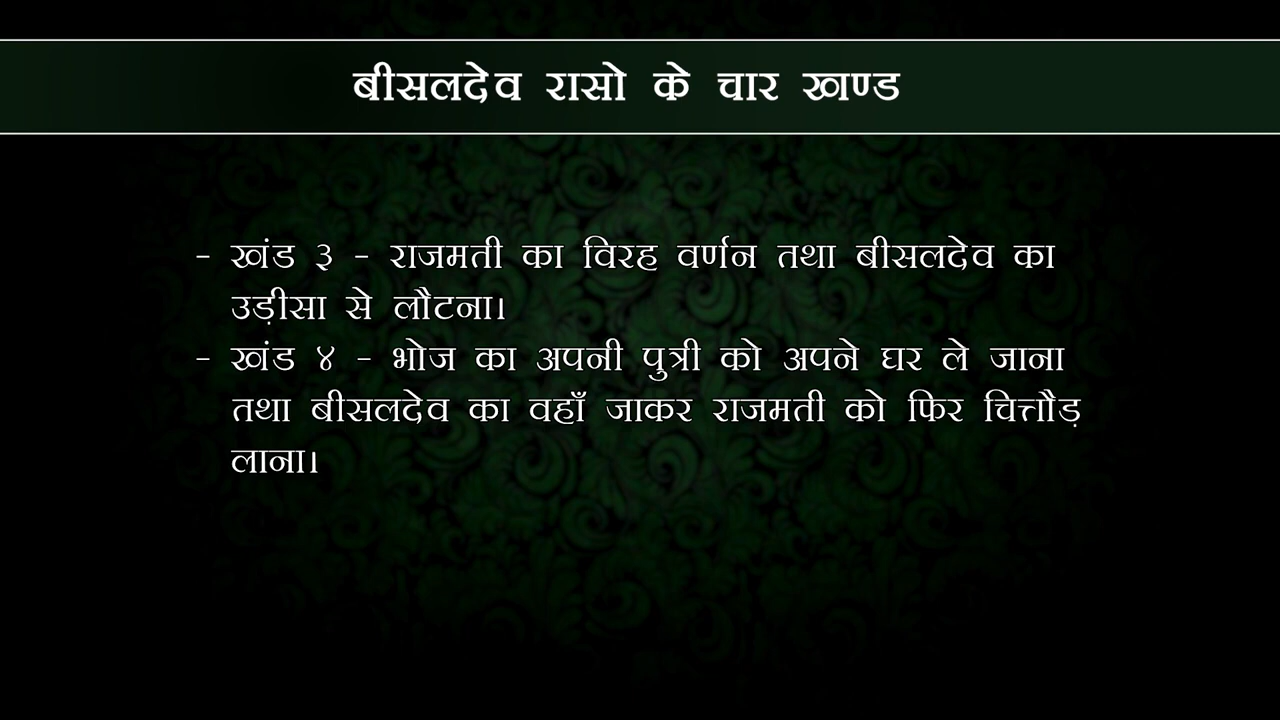 बीसलदेव रासो के चार खण्ड
- खंड ३ - राजमती का विरह वर्णन तथा बीसलदेव का
उड़ीसा से लौटना।
- खंड ४ - भोज का अपनी पुत्री को अपने घर ले जाना
तथा बीसलदेव का वहाँ जाकर राजमती को फिर चित्तौड़
लाना।